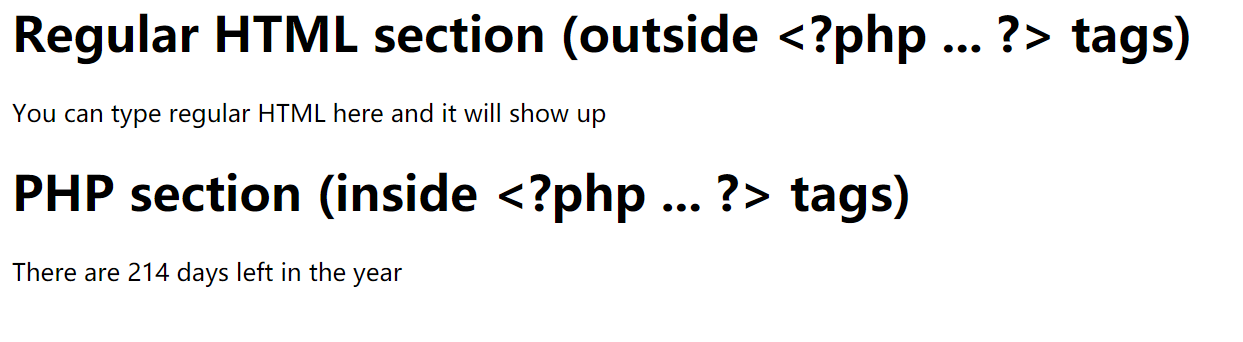 Regular HTML section (outside <?php ... ?> tags)
You can type regular HTML here and it will show up
PHP section (inside <?php ... ?> tags)
There are 214 days left in the year